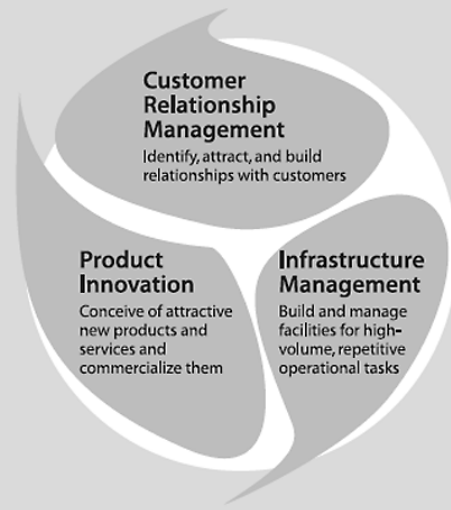 Customer
Relationship
Management
Identify, attract, and build
relationships with customers
Product
Innovation
Conceive of attractive
new products and
services and
commercialize them
Infrastructure
Management
Build and manage
facilities for high-
volume, repetitive
operational tasks